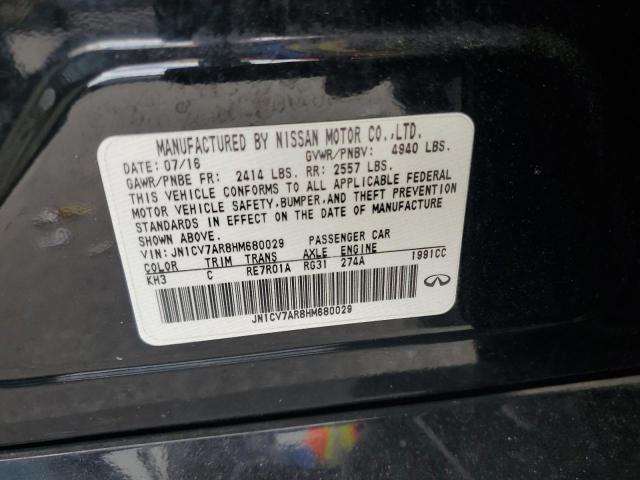 MANUFACTURED BY NISSAN MOTOR CO.,LTD.
DATE: 07/16 GVWR/PNBV: 4940 LBS.
GAWR/PNBE FR: 2414 LBS. RR: 2557 LBS.
THIS VEHICLE CONFORMS TO ALL APPLICABLE FEDERAL
MOTOR VEHICLE SAFETY,BUMPER,AND THEFT PREVENTION
STANDARDS IN EFFECT ON THE DATE OF MANUFACTURE
SHOWN ABOVE.
VIN: JN1CV7AR8HM680029 PASSENGER CAR
COLOR TRIM TRANS AXLE ENGINE
KH3 C RE7R01A RG31 274A 1991CC
JN1CV7AR8HM680029